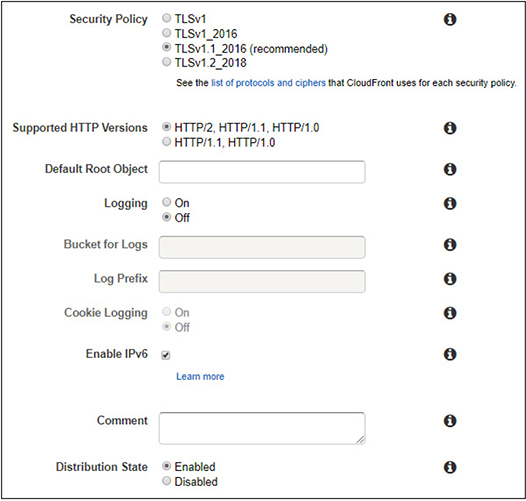 Security Policy
TLSv1
TLSv1_2016
TLSv1.1_2016 (recommended)
TLSv1.2_2018
See the list of protocols and ciphers that CloudFront uses for each security policy.
Supported HTTP Versions
HTTP/2, HTTP/1.1, HTTP/1.0
HTTP/1.1, HTTP/1.0
Default Root Object
Logging
On
Off
Bucket for Logs
Log Prefix
Cookie Logging
On
Off
Enable IPv6
Learn more
Comment
Distribution State
Enabled
Disabled